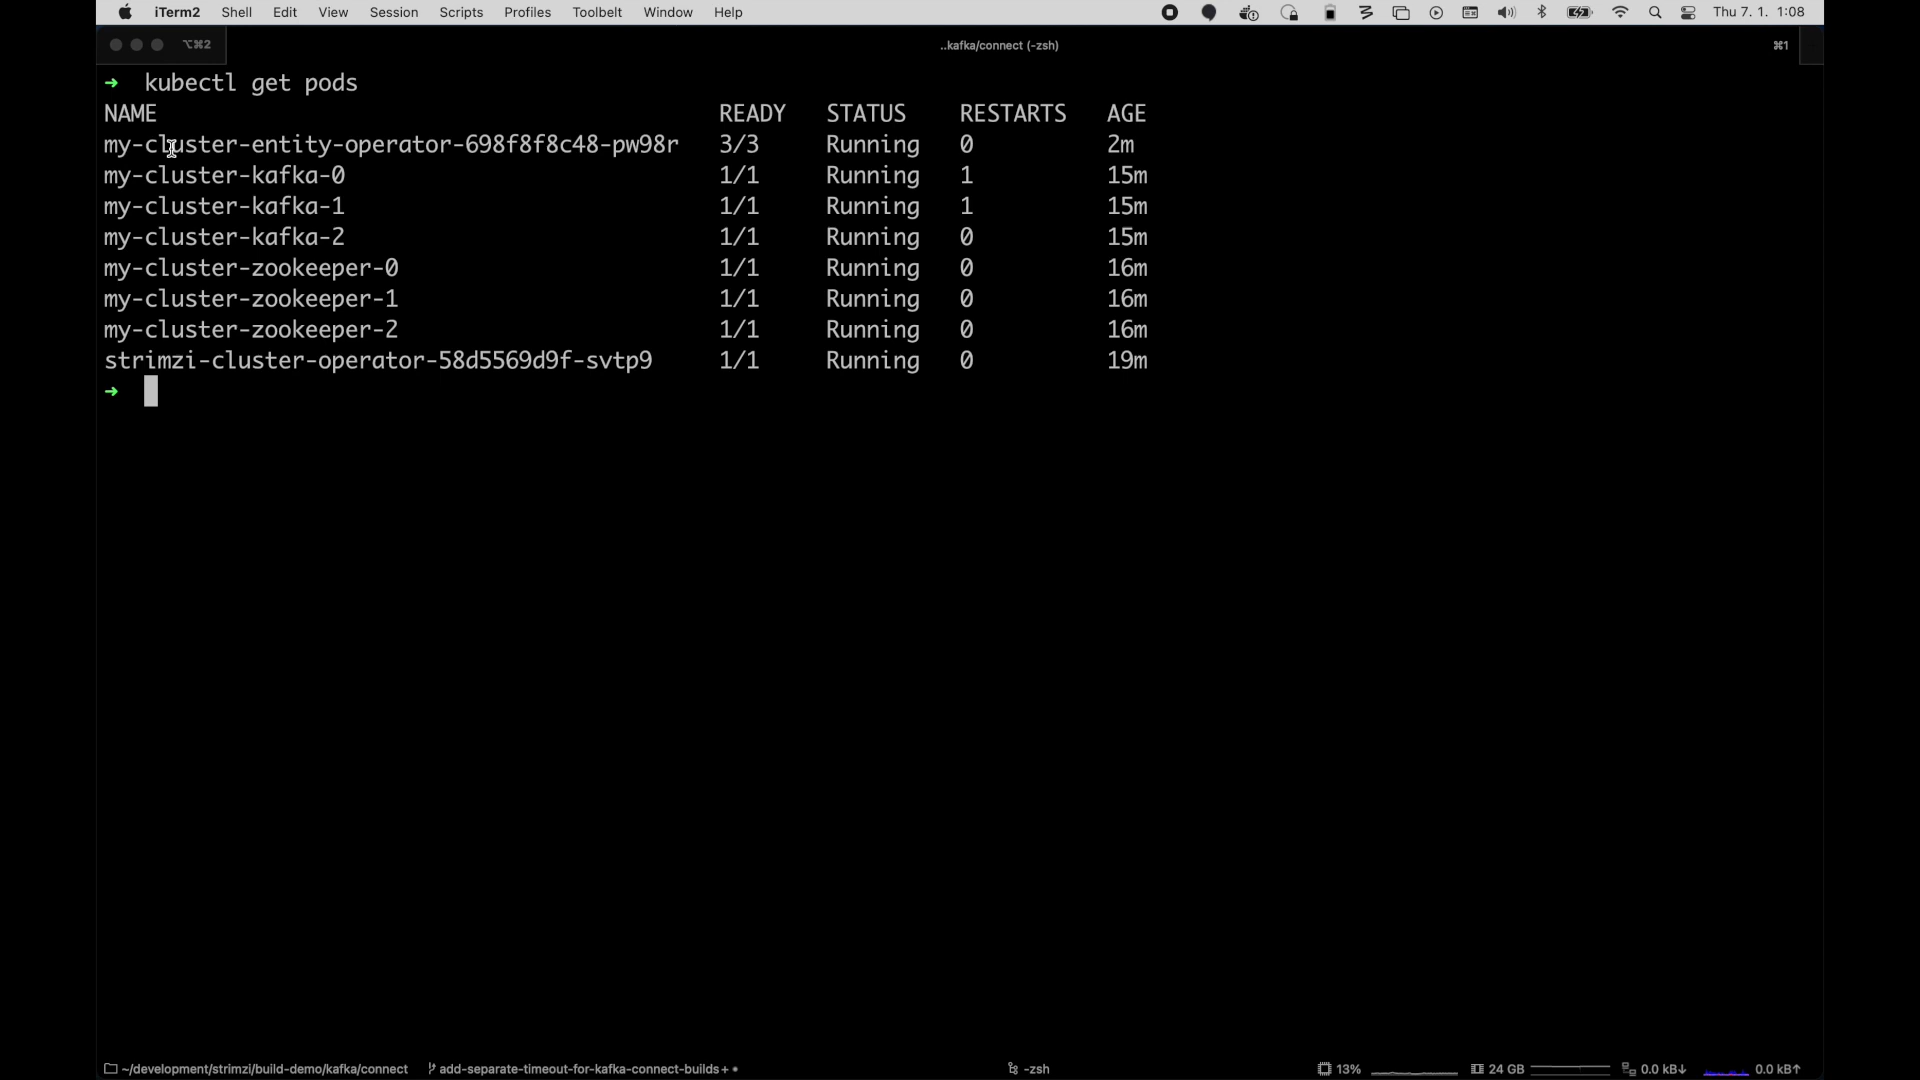 iTerm2 Shell Edit View Session Scripts Profiles Toolbelt Window Help Thu 7. 1. 1:08
⌥⌘2 ..kafka/connect (-zsh) ⌘1
➜ kubectl get pods
NAME READY STATUS RESTARTS AGE
my-cluster-entity-operator-698f8f8c48-pw98r 3/3 Running 0 2m
my-cluster-kafka-0 1/1 Running 1 15m
my-cluster-kafka-1 1/1 Running 1 15m
my-cluster-kafka-2 1/1 Running 0 15m
my-cluster-zookeeper-0 1/1 Running 0 16m
my-cluster-zookeeper-1 1/1 Running 0 16m
my-cluster-zookeeper-2 1/1 Running 0 16m
strimzi-cluster-operator-58d5569d9f-svtp9 1/1 Running 0 19m
➜
~/development/strimzi/build-demo/kafka/connect add-separate-timeout-for-kafka-connect-builds+• -zsh 13% 24 GB 0.0 kB↓ 0.0 kB↑